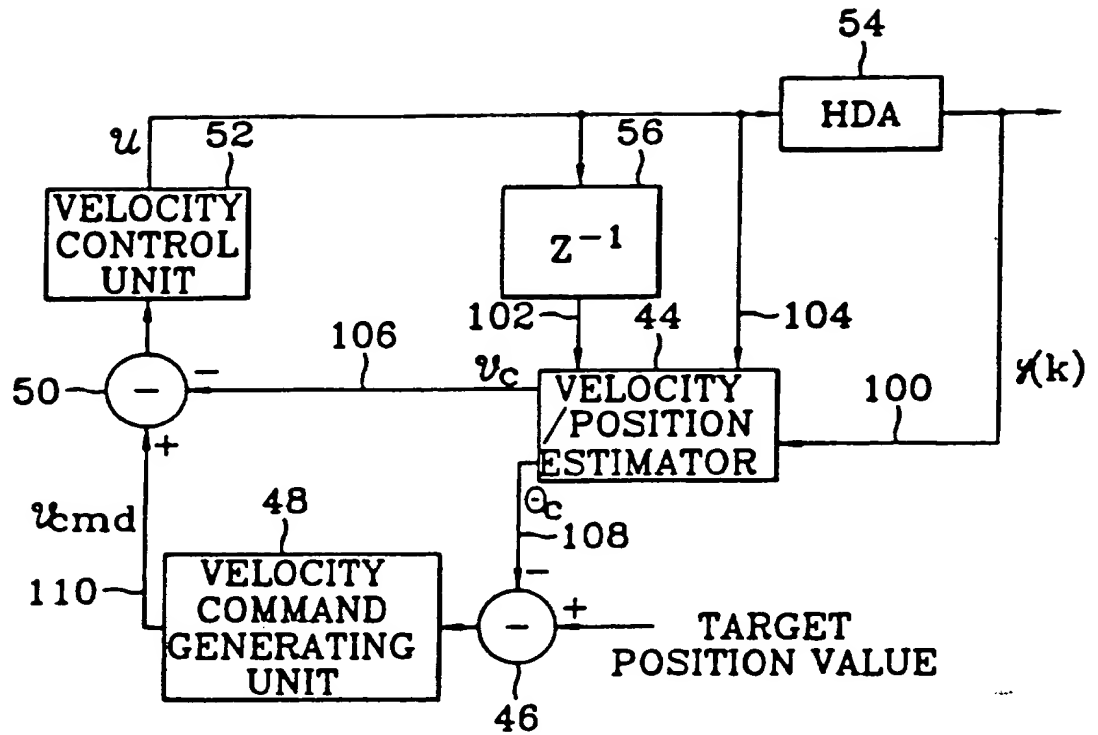 54
HDA
u
52
56
VELOCITY
CONTROL
UNIT
Z⁻¹
102
44
104
106
50
−
−
v_c
VELOCITY
/POSITION
ESTIMATOR
100
y(k)
+
v_cmd
48
θ_c
108
110
VELOCITY
COMMAND
GENERATING
UNIT
−
−
+
TARGET
POSITION VALUE
46